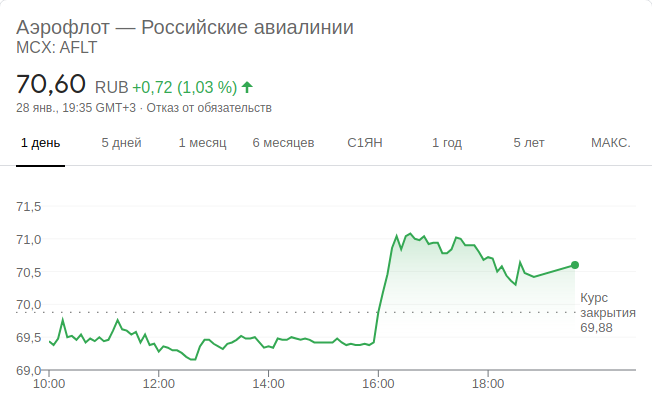 Аэрофлот — Российские авиалинии
MCX: AFLT
70,60 RUB +0,72 (1,03 %)
28 янв., 19:35 GMT+3 · Отказ от обязательств
1 день 5 дней 1 месяц 6 месяцев С1ЯН 1 год 5 лет МАКС.
71,5
71,0
70,5
70,0
69,5
69,0
Курс
закрытия
69,88
10:00 12:00 14:00 16:00 18:00